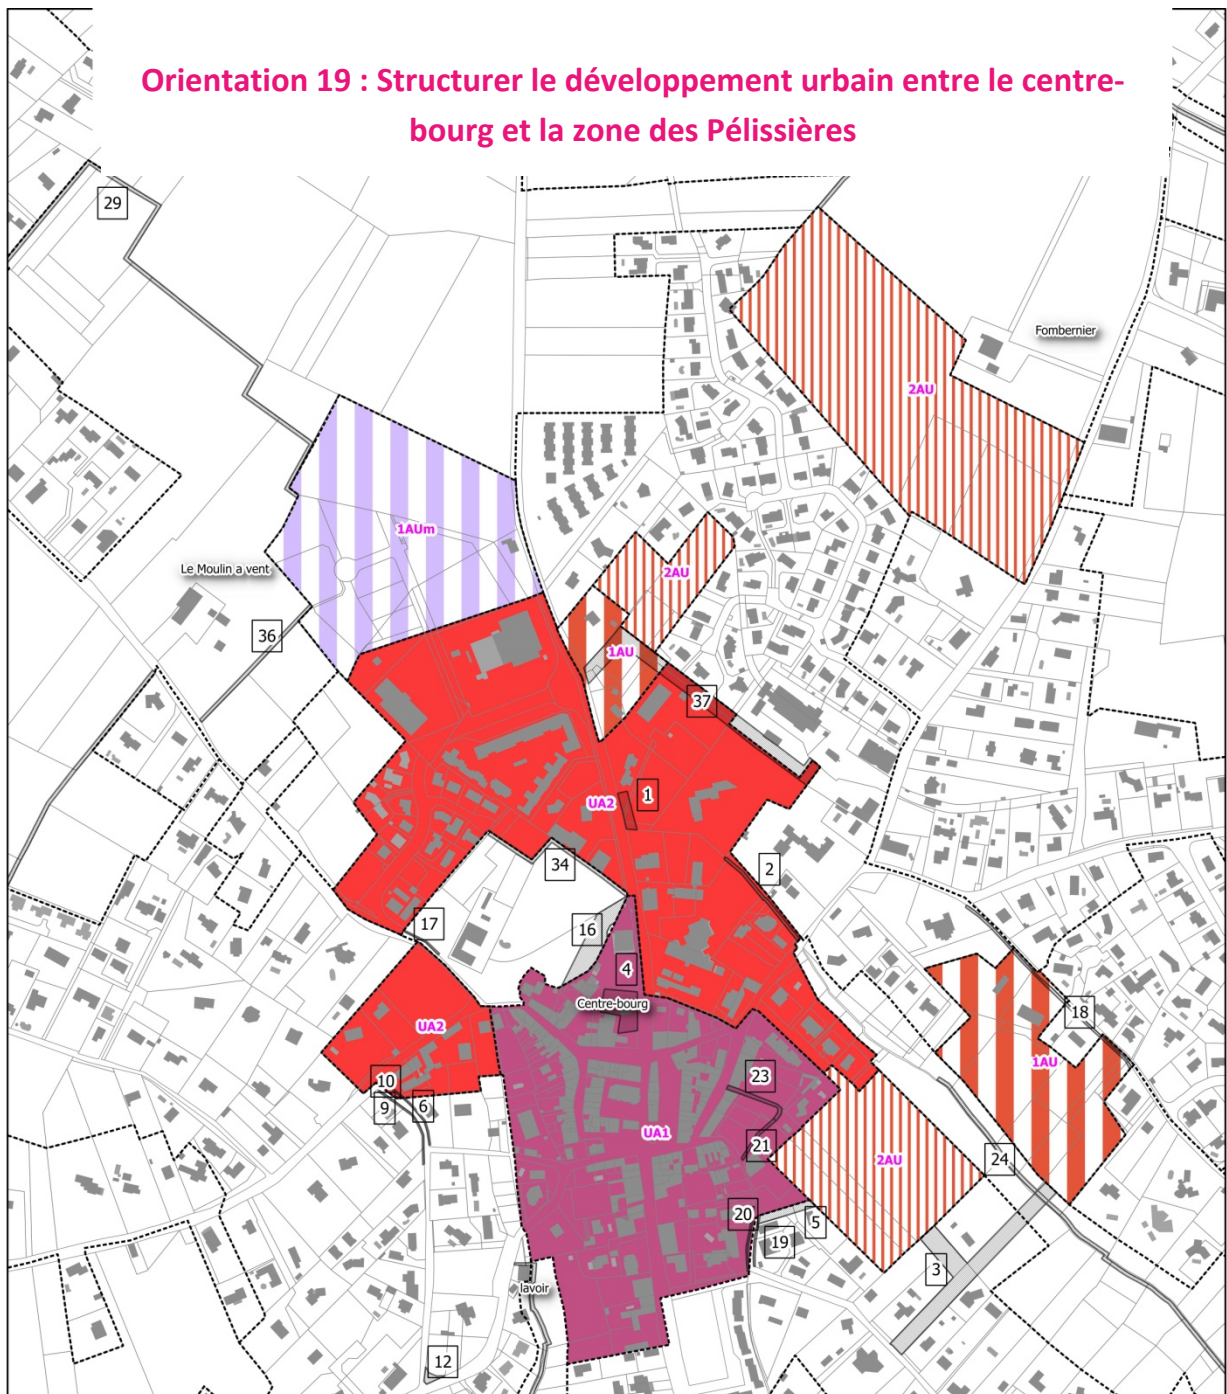 Orientation 19 : Structurer le développement urbain entre le centre-
bourg et la zone des Pélissières
29
Fombernier
2AU
1AUm
Le Moulin a vent
2AU
36
1AU
37
1
UA2
34
2
17
16
4
Centre-bourg
18
UA2
1AU
10
9
6
23
UA1
21
2AU
24
20
5
19
3
lavoir
12